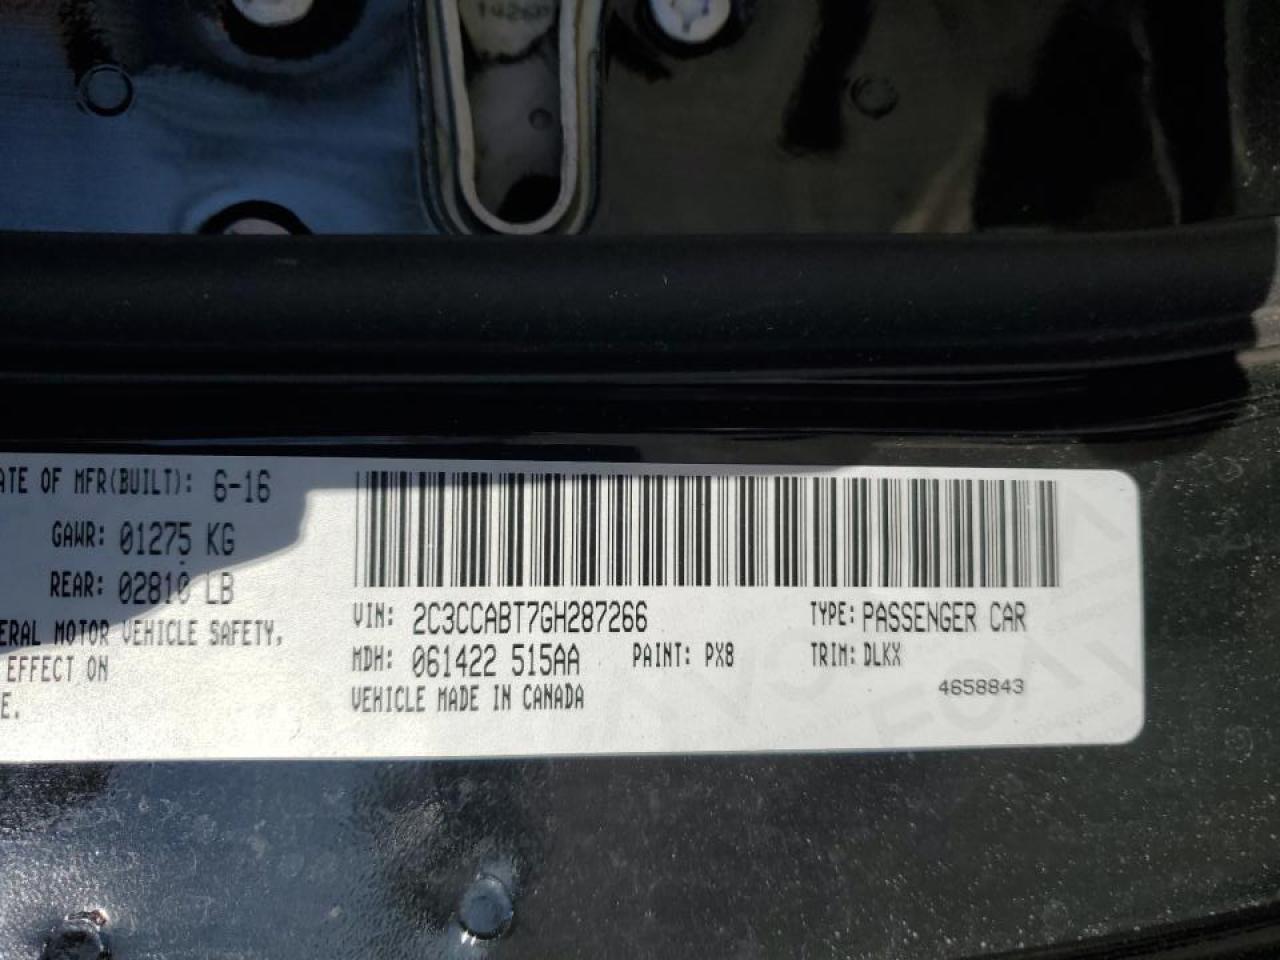 ATE OF MFR(BUILT): 6-16
GAWR: 01275 KG
REAR: 02810 LB
ERAL MOTOR VEHICLE SAFETY,
EFFECT ON
E.
VIN: 2C3CCABT7GH287266 TYPE: PASSENGER CAR
MDH: 061422 515AA PAINT: PX8 TRIM: DLKX
VEHICLE MADE IN CANADA
4658843